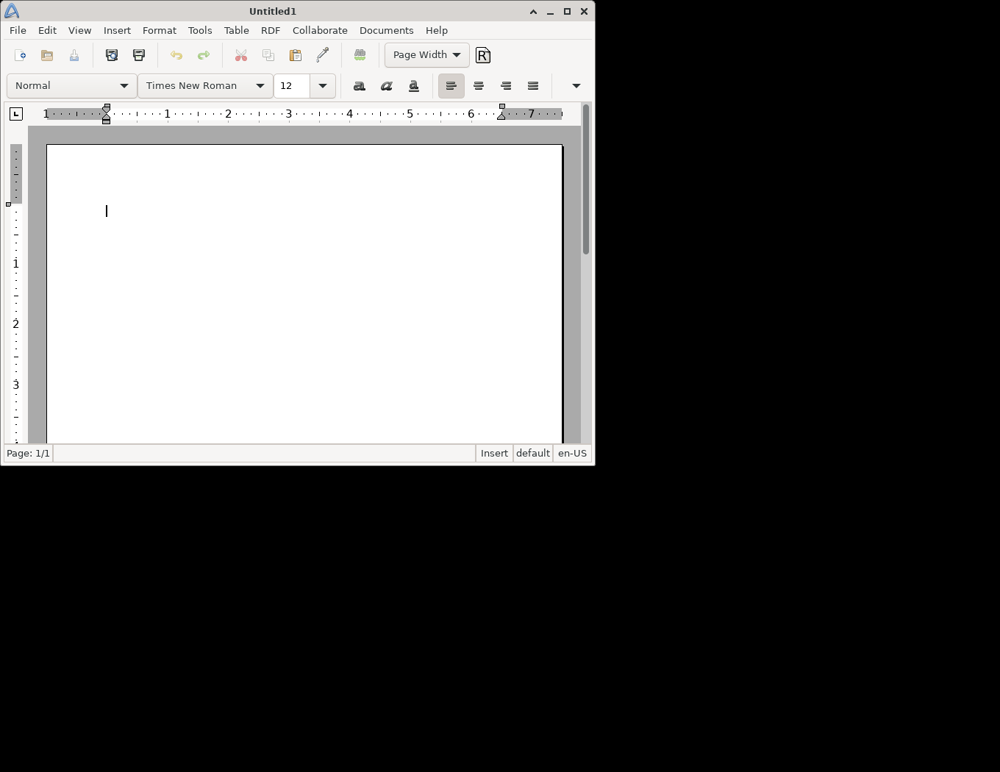 Untitled1
File Edit View Insert Format Tools Table RDF Collaborate Documents Help
Page Width R
Normal Times New Roman 12 a a a
1 1 2 3 4 5 6 7
1
2
3
Page: 1/1 Insert default en-US